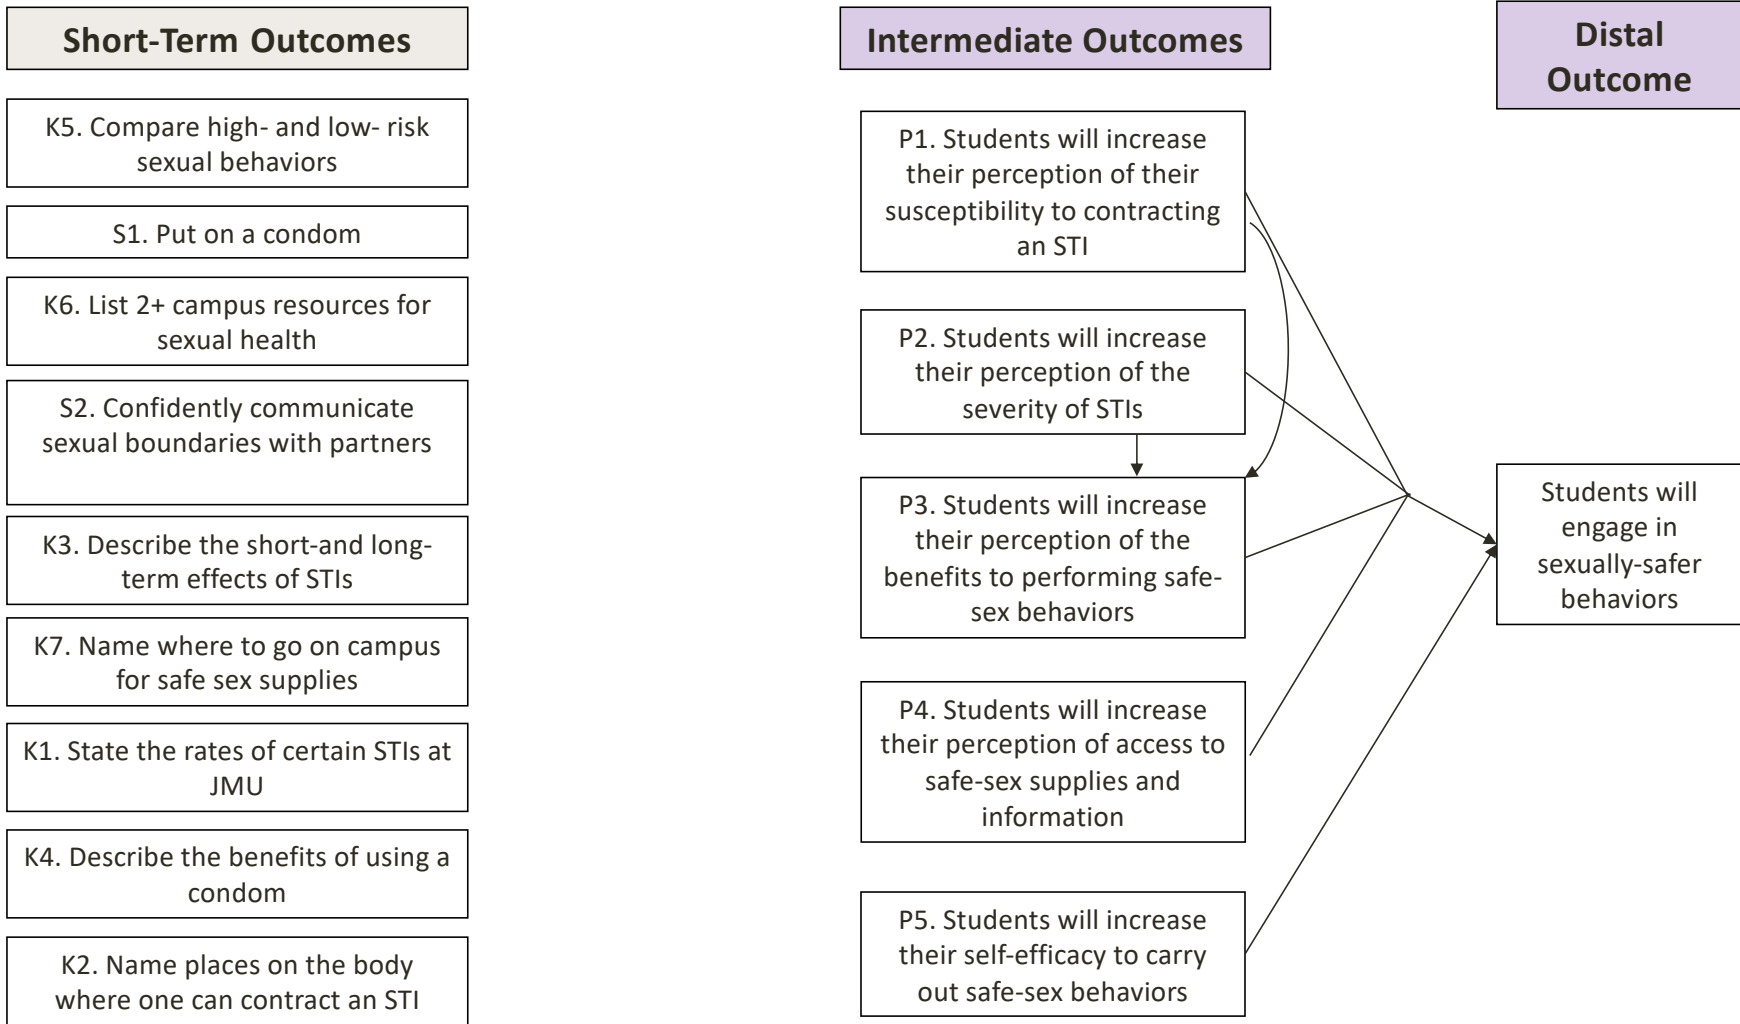 Short-Term Outcomes
K5. Compare high- and low- risk
sexual behaviors
S1. Put on a condom
K6. List 2+ campus resources for
sexual health
S2. Confidently communicate
sexual boundaries with partners
K3. Describe the short-and long-
term effects of STIs
K7. Name where to go on campus
for safe sex supplies
K1. State the rates of certain STIs at
JMU
K4. Describe the benefits of using a
condom
K2. Name places on the body
where one can contract an STI
Intermediate Outcomes
P1. Students will increase
their perception of their
susceptibility to contracting
an STI
P2. Students will increase
their perception of the
severity of STIs
P3. Students will increase
their perception of the
benefits to performing safe-
sex behaviors
P4. Students will increase
their perception of access to
safe-sex supplies and
information
P5. Students will increase
their self-efficacy to carry
out safe-sex behaviors
Distal
Outcome
Students will
engage in
sexually-safer
behaviors